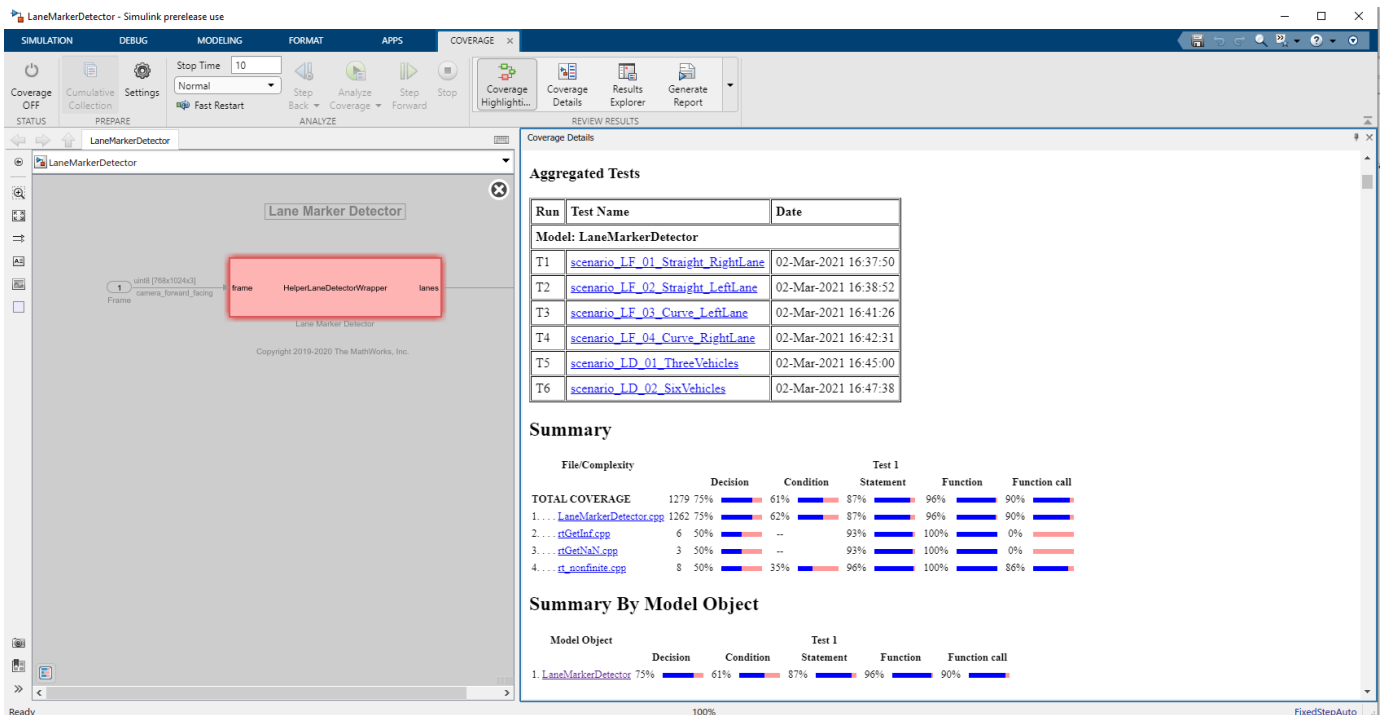 LaneMarkerDetector - Simulink prerelease use
SIMULATION DEBUG MODELING FORMAT APPS COVERAGE
Coverage OFF
Cumulative Collection
Settings
Stop Time 10
Normal
Fast Restart
Step Back
Analyze Coverage
Step Forward
Stop
Coverage Highlighti...
Coverage Details
Results Explorer
Generate Report
STATUS PREPARE ANALYZE REVIEW RESULTS
LaneMarkerDetector
LaneMarkerDetector
Lane Marker Detector
1
Frame
uint8 [768x1024x3]
camera_forward_facing
frame HelperLaneDetectorWrapper lanes
Lane Marker Detector
Copyright 2019-2020 The MathWorks, Inc.
Coverage Details
Aggregated Tests
Run Test Name Date
Model: LaneMarkerDetector
T1 scenario_LF_01_Straight_RightLane 02-Mar-2021 16:37:50
T2 scenario_LF_02_Straight_LeftLane 02-Mar-2021 16:38:52
T3 scenario_LF_03_Curve_LeftLane 02-Mar-2021 16:41:26
T4 scenario_LF_04_Curve_RightLane 02-Mar-2021 16:42:31
T5 scenario_LD_01_ThreeVehicles 02-Mar-2021 16:45:00
T6 scenario_LD_02_SixVehicles 02-Mar-2021 16:47:38
Summary
File/Complexity Test 1
Decision Condition Statement Function Function call
TOTAL COVERAGE 1279 75% 61% 87% 96% 90%
1. . . . LaneMarkerDetector.cpp 1262 75% 62% 87% 96% 90%
2. . . . rtGetInf.cpp 6 50% -- 93% 100% 0%
3. . . . rtGetNaN.cpp 3 50% -- 93% 100% 0%
4. . . . rt_nonfinite.cpp 8 50% 35% 96% 100% 86%
Summary By Model Object
Model Object Test 1
Decision Condition Statement Function Function call
1. LaneMarkerDetector 75% 61% 87% 96% 90%
Ready 100% FixedStepAuto